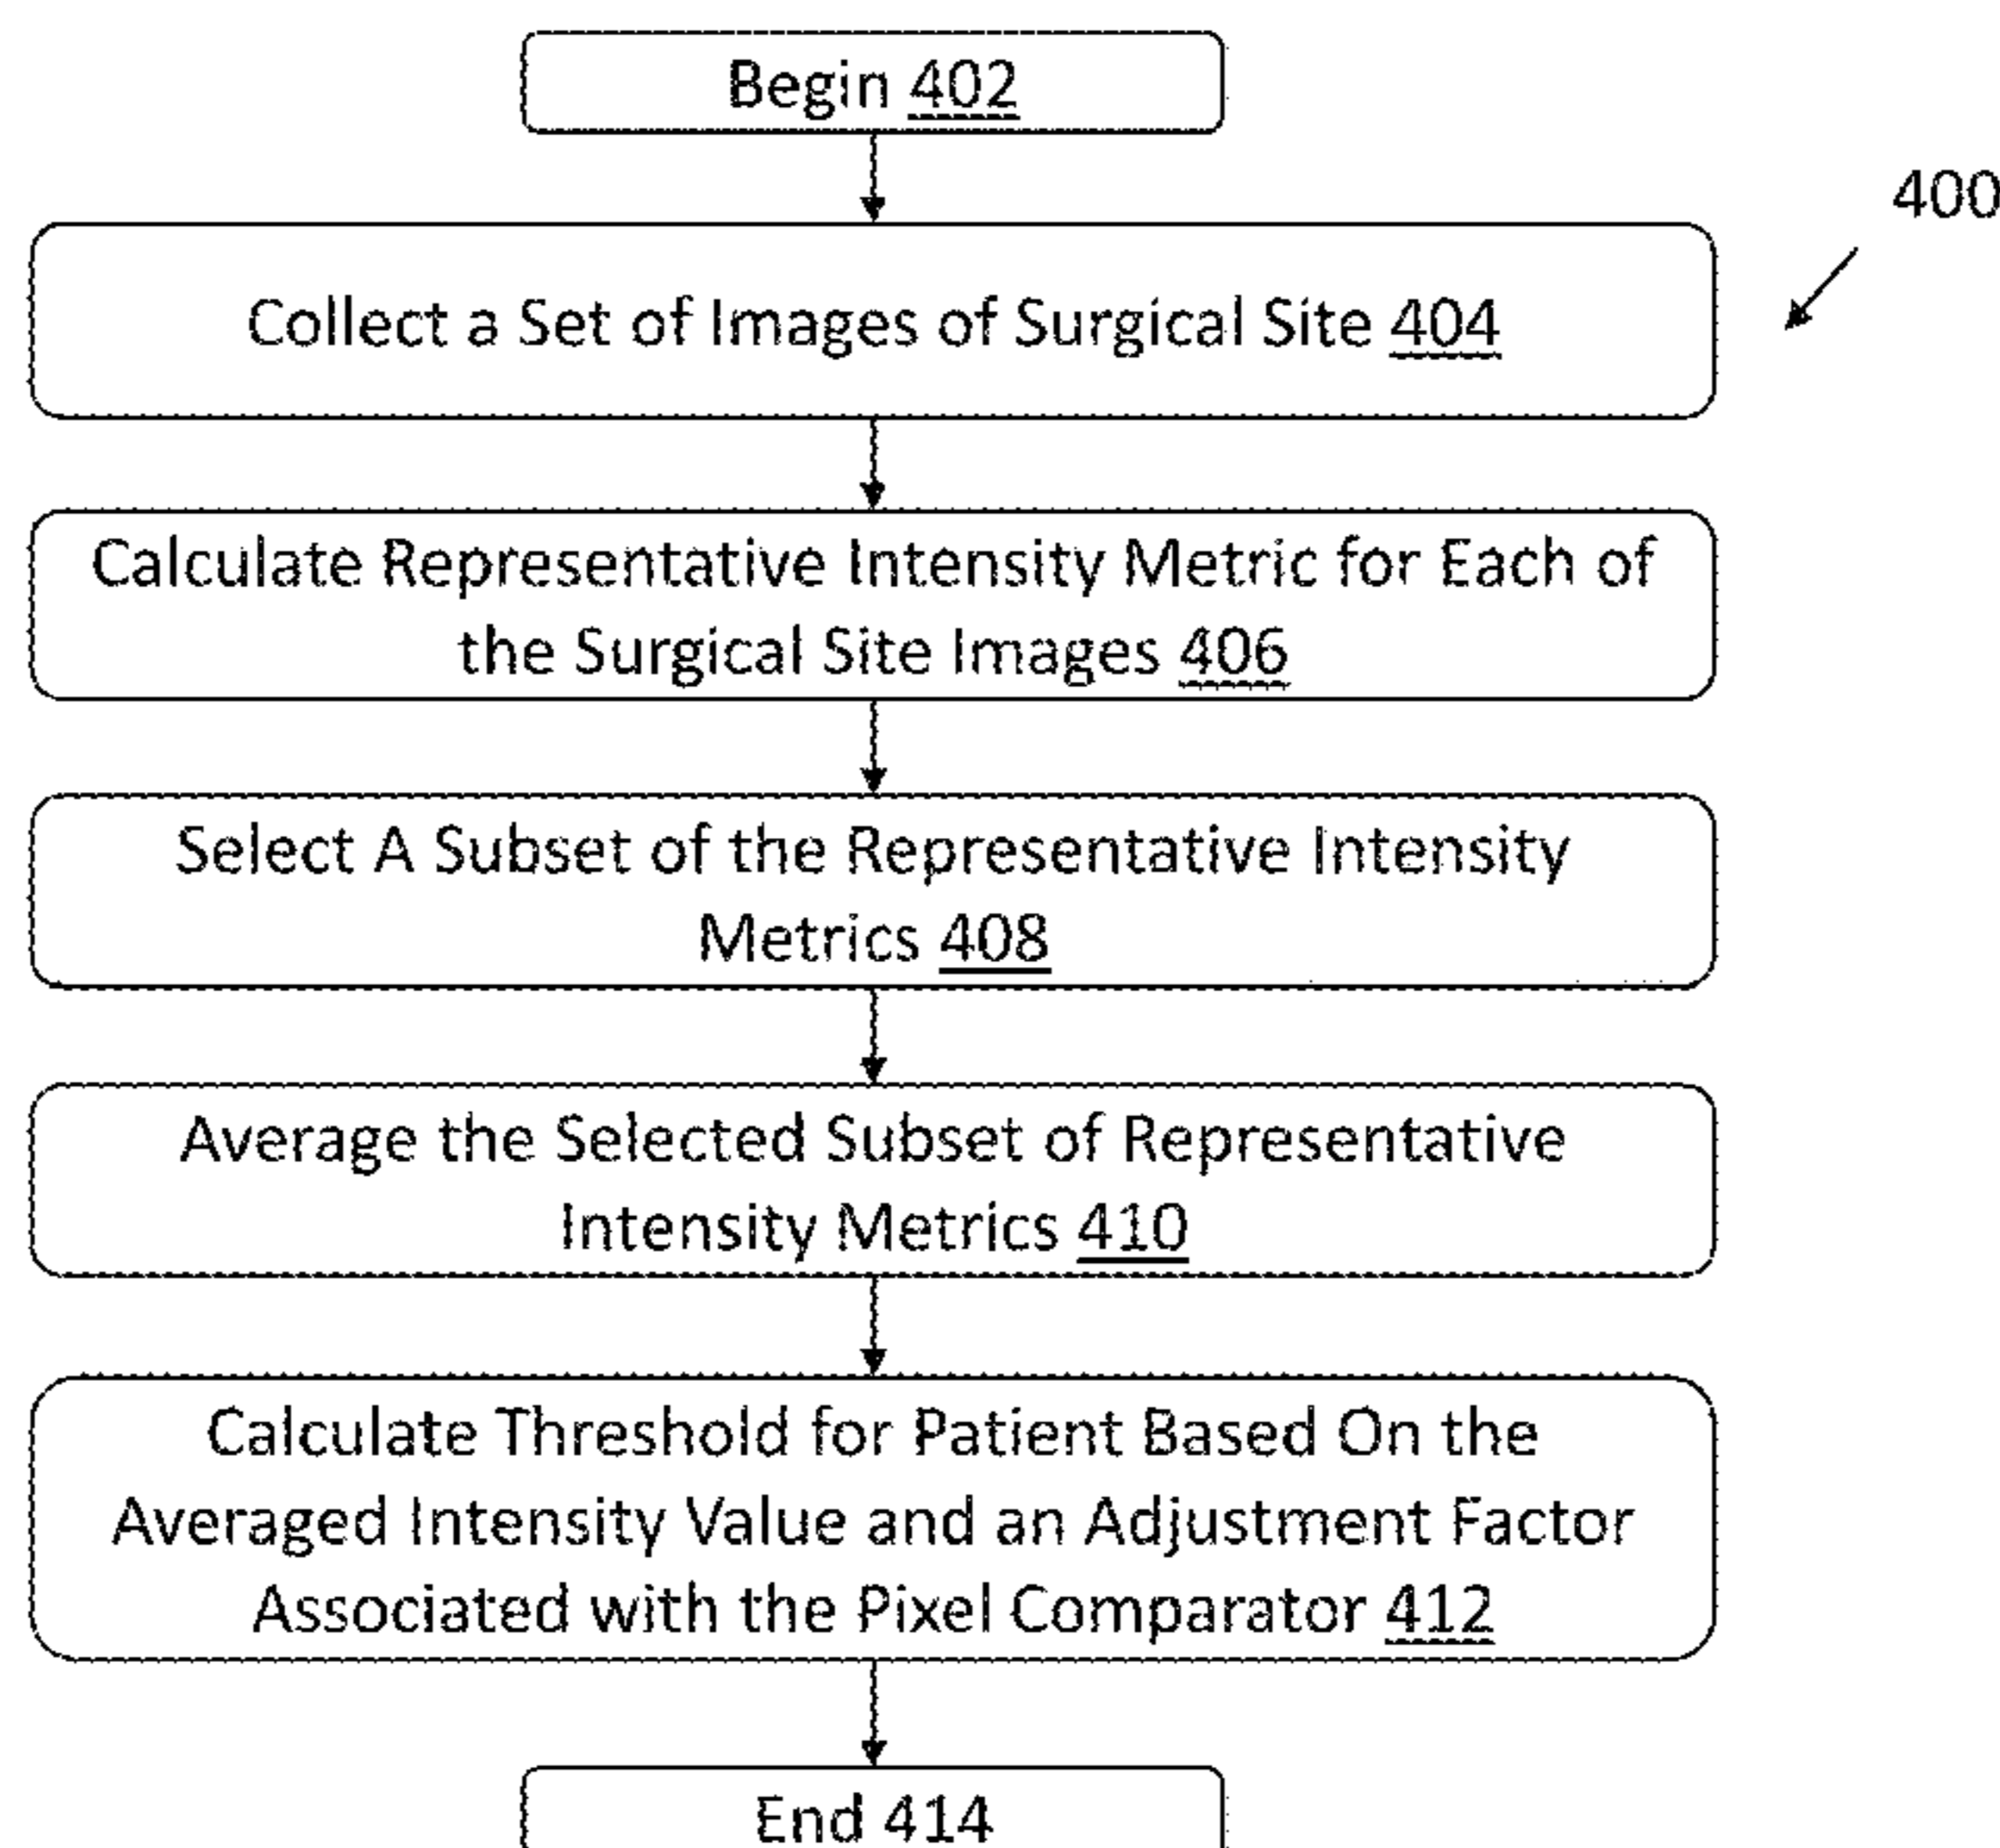 Begin 402
400
Collect a Set of Images of Surgical Site 404
Calculate Representative Intensity Metric for Each of
the Surgical Site Images 406
Select A Subset of the Representative Intensity
Metrics 408
Average the Selected Subset of Representative
Intensity Metrics 410
Calculate Threshold for Patient Based On the
Averaged Intensity Value and an Adjustment Factor
Associated with the Pixel Comparator 412
End 414